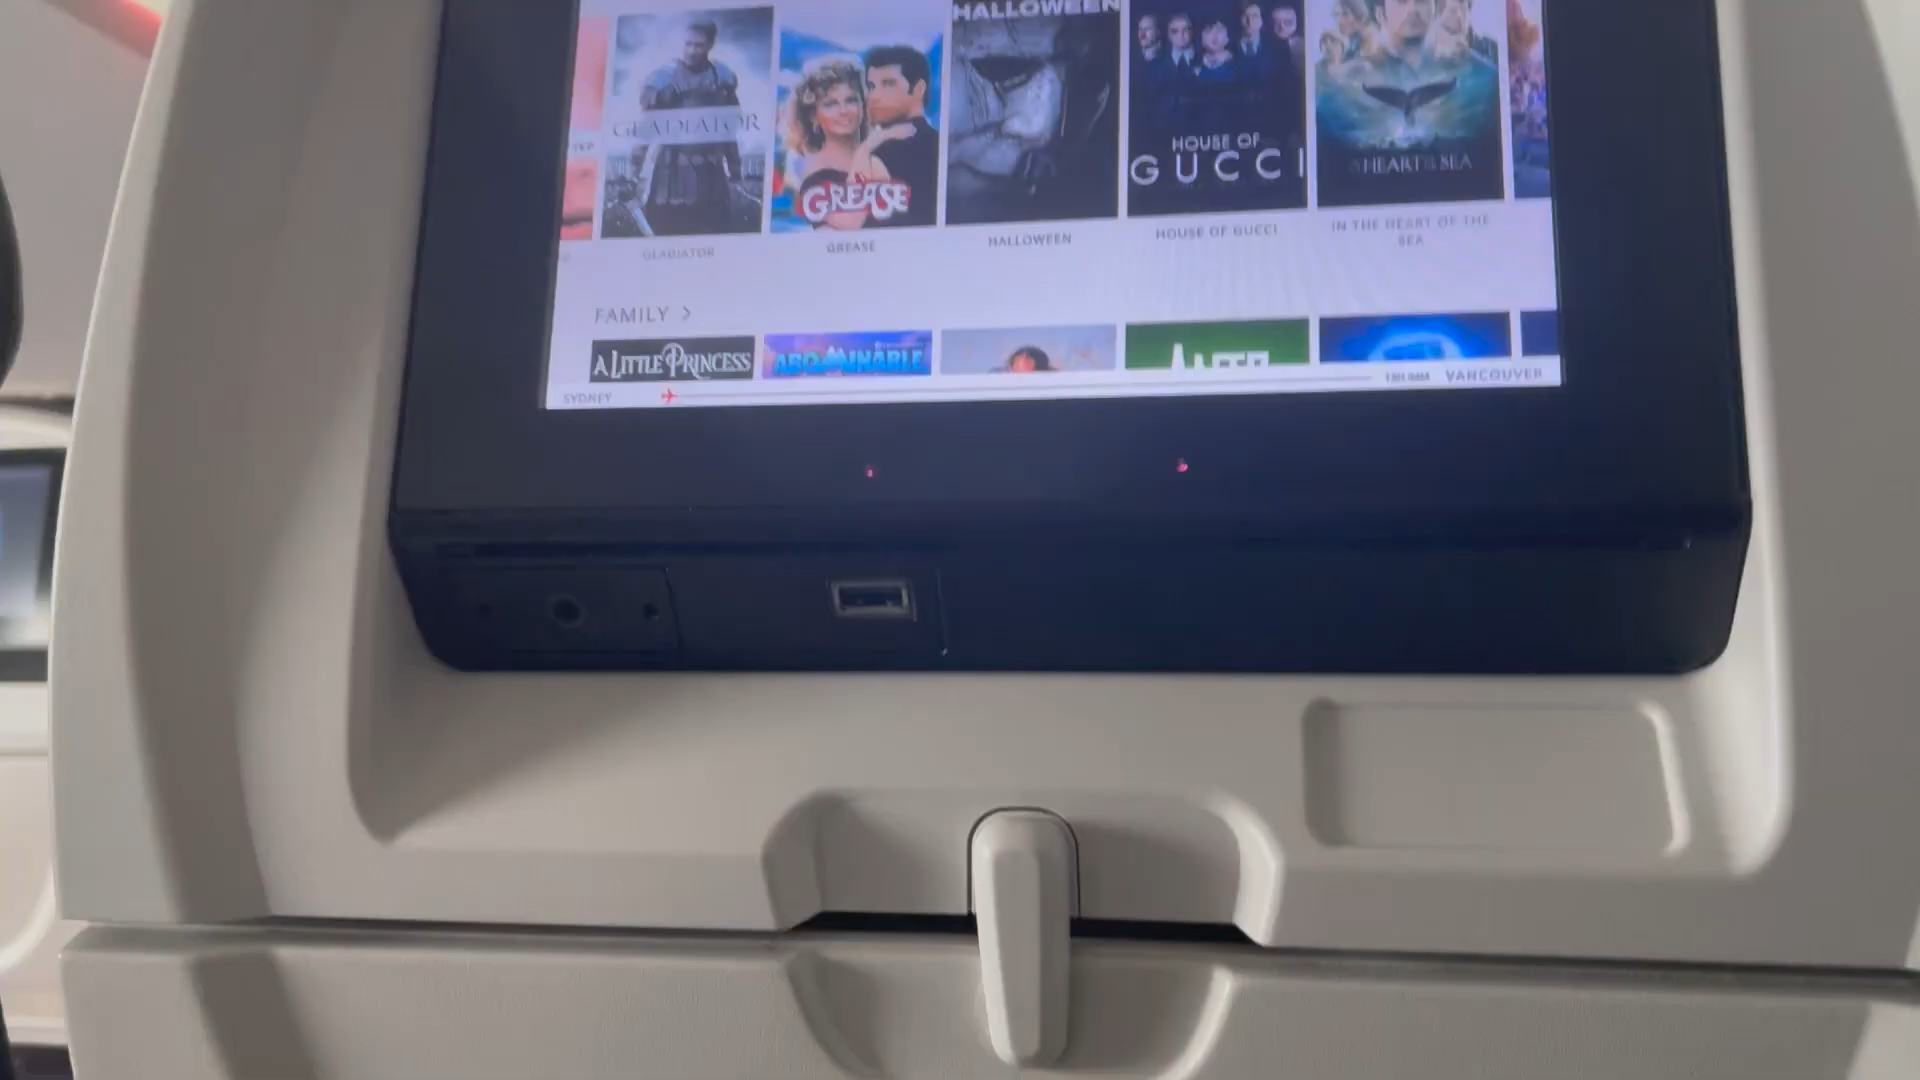 HALLOWEEN
GLADIATOR
GREASE
HOUSE OF
GUCCI
HEART OF THE SEA
GLADIATOR
GREASE
HALLOWEEN
HOUSE OF GUCCI
IN THE HEART OF THE
SEA
FAMILY >
A LITTLE PRINCESS
ABOMINABLE
SYDNEY
VANCOUVER